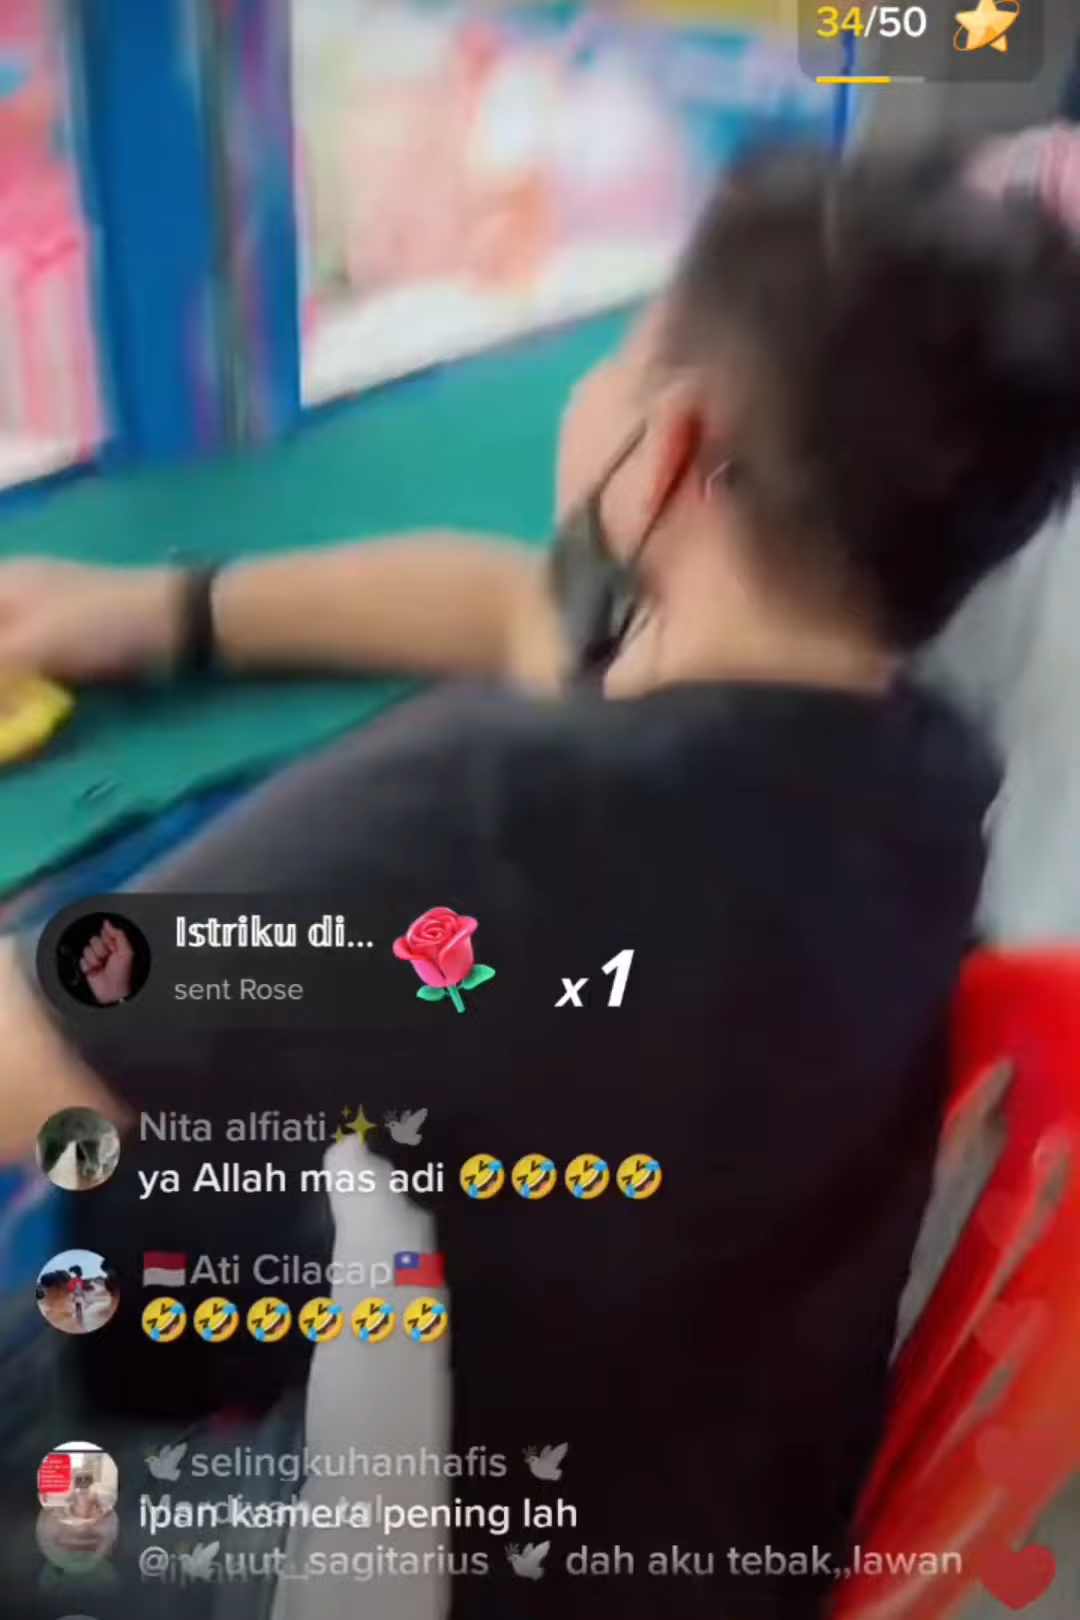 34/50
Istriku di...
sent Rose
x1
Nita alfiati✨🕊
ya Allah mas adi 🤣🤣🤣🤣
🇮🇩Ati Cilacap🇹🇼
🤣🤣🤣🤣🤣🤣
🕊selingkuhanhafis 🕊
ipan kamera pening lah
@🕊uut_sagitarius 🕊 dah aku tebak,,lawan